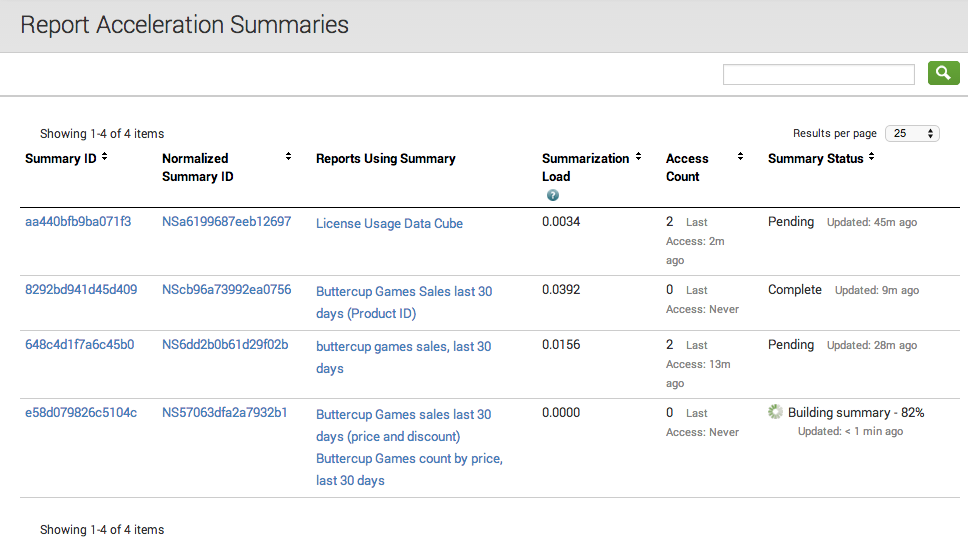 Report Acceleration Summaries
Showing 1-4 of 4 items
Results per page 25
Summary ID Normalized Reports Using Summary Summarization Access Summary Status
Summary ID Load Count
?
aa440bfb9ba071f3 NSa6199687eeb12697 License Usage Data Cube 0.0034 2 Last Pending Updated: 45m ago
Access: 2m
ago
8292bd941d45d409 NScb96a73992ea0756 Buttercup Games Sales last 30 0.0392 0 Last Complete Updated: 9m ago
days (Product ID) Access: Never
648c4d1f7a6c45b0 NS6dd2b0b61d29f02b buttercup games sales, last 30 0.0156 2 Last Pending Updated: 28m ago
days Access: 13m
ago
e58d079826c5104c NS57063dfa2a7932b1 Buttercup Games sales last 30 0.0000 0 Last Building summary - 82%
days (price and discount) Access: Never Updated: < 1 min ago
Buttercup Games count by price,
last 30 days
Showing 1-4 of 4 items